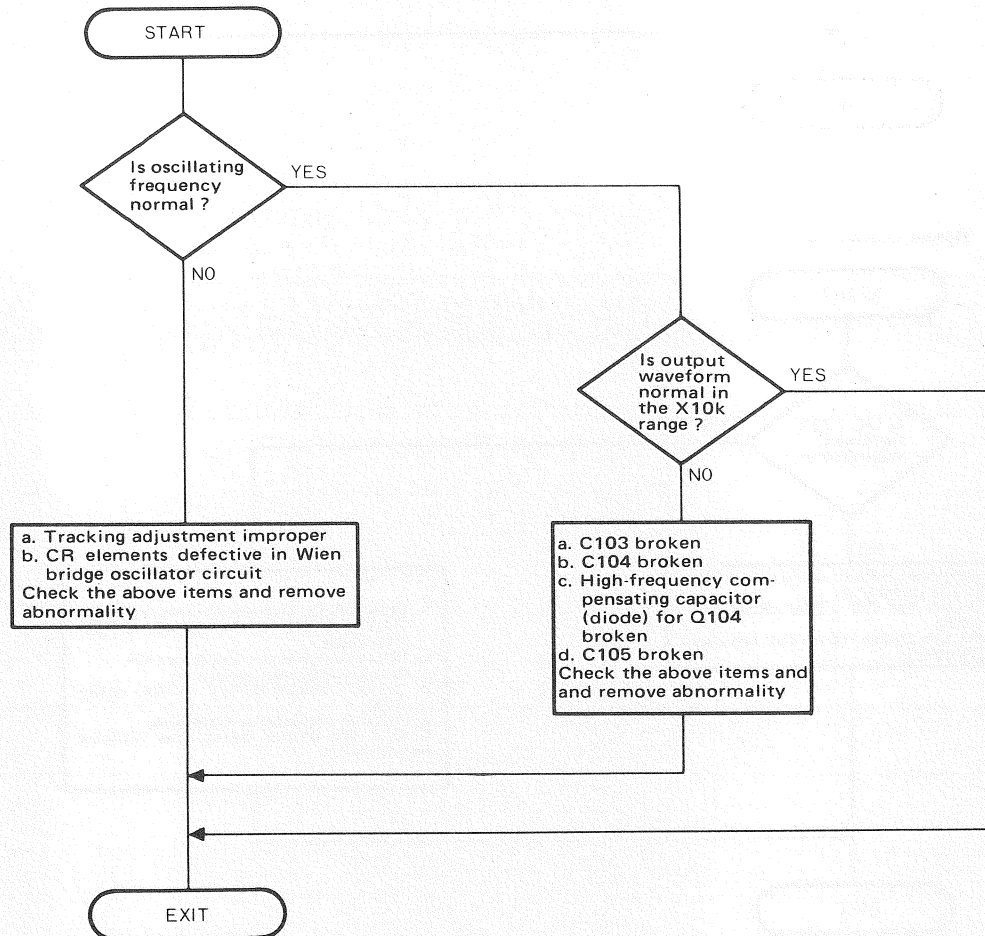 START
Is oscillating
frequency
normal ?
YES
NO
Is output
waveform
normal in
the X10k
range ?
YES
NO
a. Tracking adjustment improper
b. CR elements defective in Wien
bridge oscillator circuit
Check the above items and remove
abnormality
a. C103 broken
b. C104 broken
c. High-frequency com-
pensating capacitor
(diode) for Q104
broken
d. C105 broken
Check the above items and
and remove abnormality
EXIT